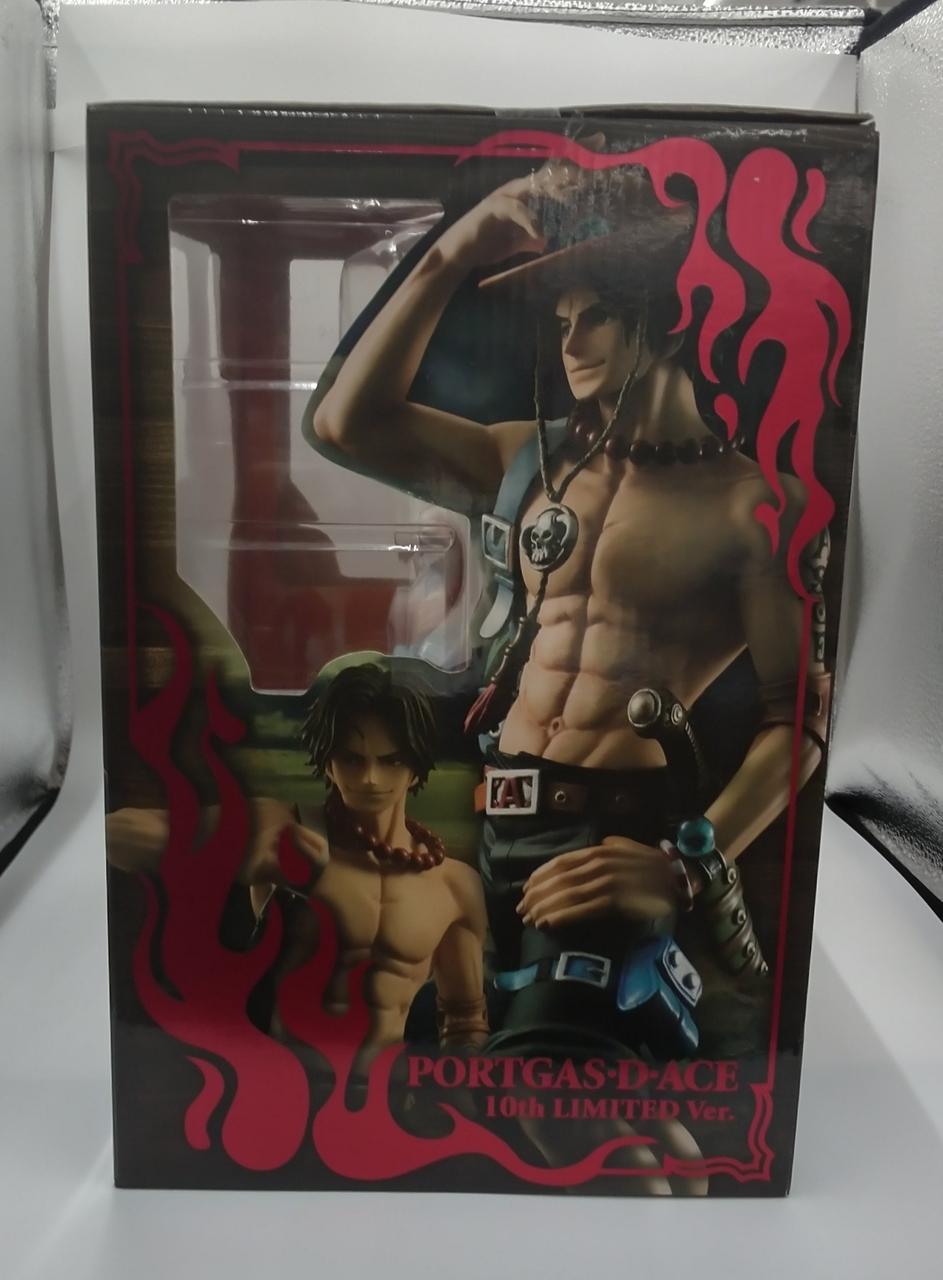 A
PORTGAS·D·ACE
10th LIMITED Ver.